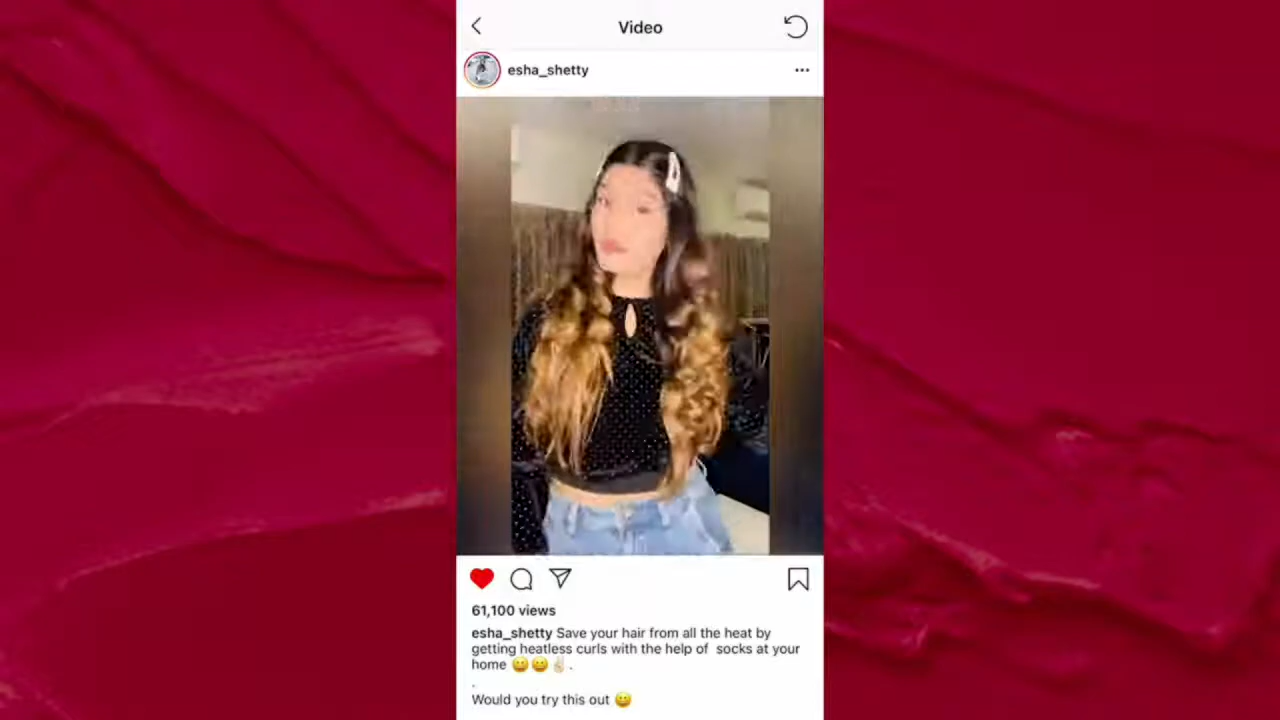 Video
esha_shetty
61,100 views
esha_shetty Save your hair from all the heat by
getting heatless curls with the help of socks at your
home 😀😀✌🏻.
.
Would you try this out 😀